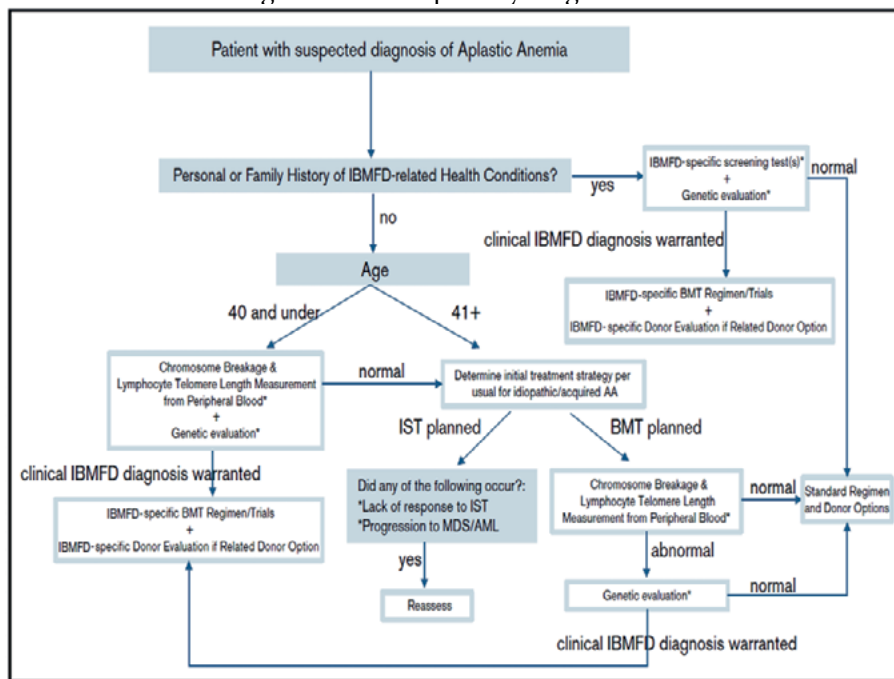 Patient with suspected diagnosis of Aplastic Anemia
Personal or Family History of IBMFD-related Health Conditions?
yes
IBMFD-specific screening test(s)*
+
Genetic evaluation*
normal
no
clinical IBMFD diagnosis warranted
Age
IBMFD-specific BMT Regimen/Trials
+
IBMFD-specific Donor Evaluation if Related Donor Option
40 and under
41+
Chromosome Breakage &
Lymphocyte Telomere Length Measurement
from Peripheral Blood*
+
Genetic evaluation*
normal
Determine initial treatment strategy per
usual for idiopathic/acquired AA
IST planned
BMT planned
clinical IBMFD diagnosis warranted
IBMFD-specific BMT Regimen/Trials
+
IBMFD-specific Donor Evaluation if Related Donor Option
Did any of the following occur?:
*Lack of response to IST
*Progression to MDS/AML
yes
Reassess
Chromosome Breakage &
Lymphocyte Telomere Length
Measurement from Peripheral Blood*
normal
Standard Regimen
and Donor Options
abnormal
Genetic evaluation*
normal
clinical IBMFD diagnosis warranted